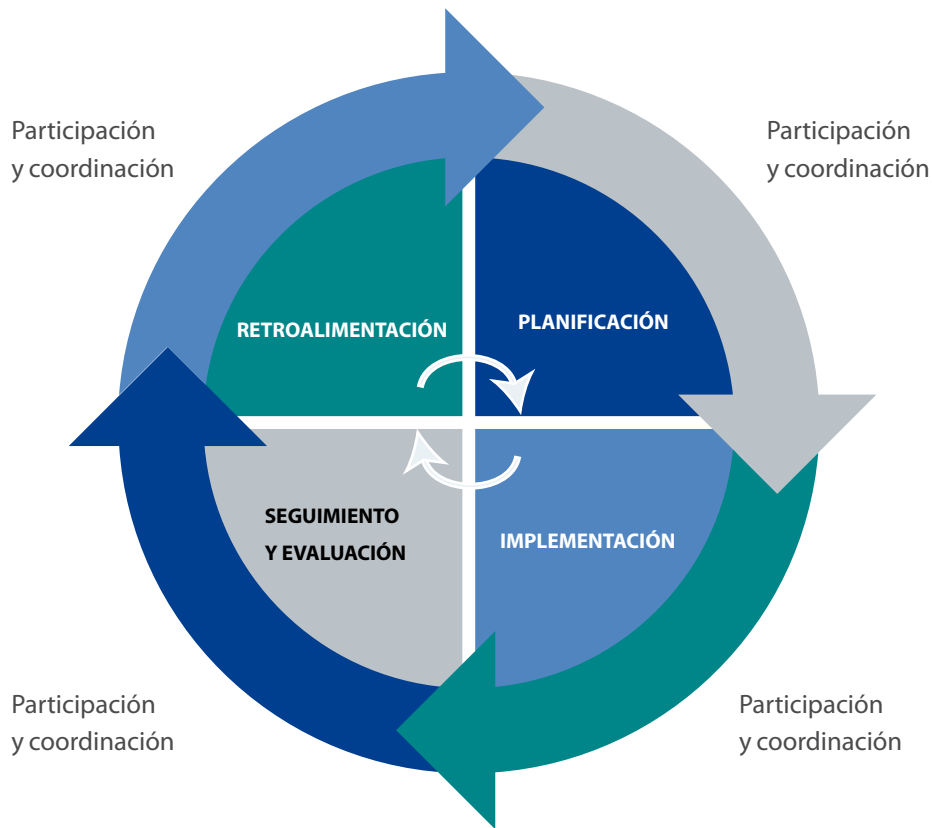 Participación
y coordinación
Participación
y coordinación
RETROALIMENTACIÓN
PLANIFICACIÓN
SEGUIMIENTO
Y EVALUACIÓN
IMPLEMENTACIÓN
Participación
y coordinación
Participación
y coordinación